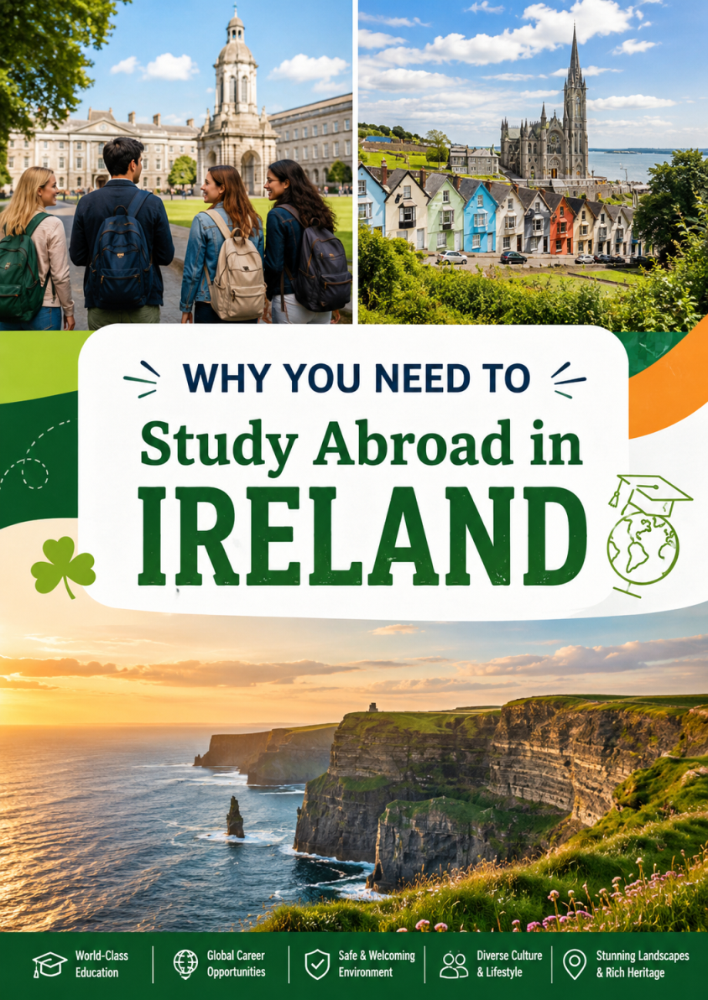 WHY YOU NEED TO
Study Abroad in
IRELAND
World-Class
Education
Global Career
Opportunities
Safe & Welcoming
Environment
Diverse Culture
& Lifestyle
Stunning Landscapes
& Rich Heritage